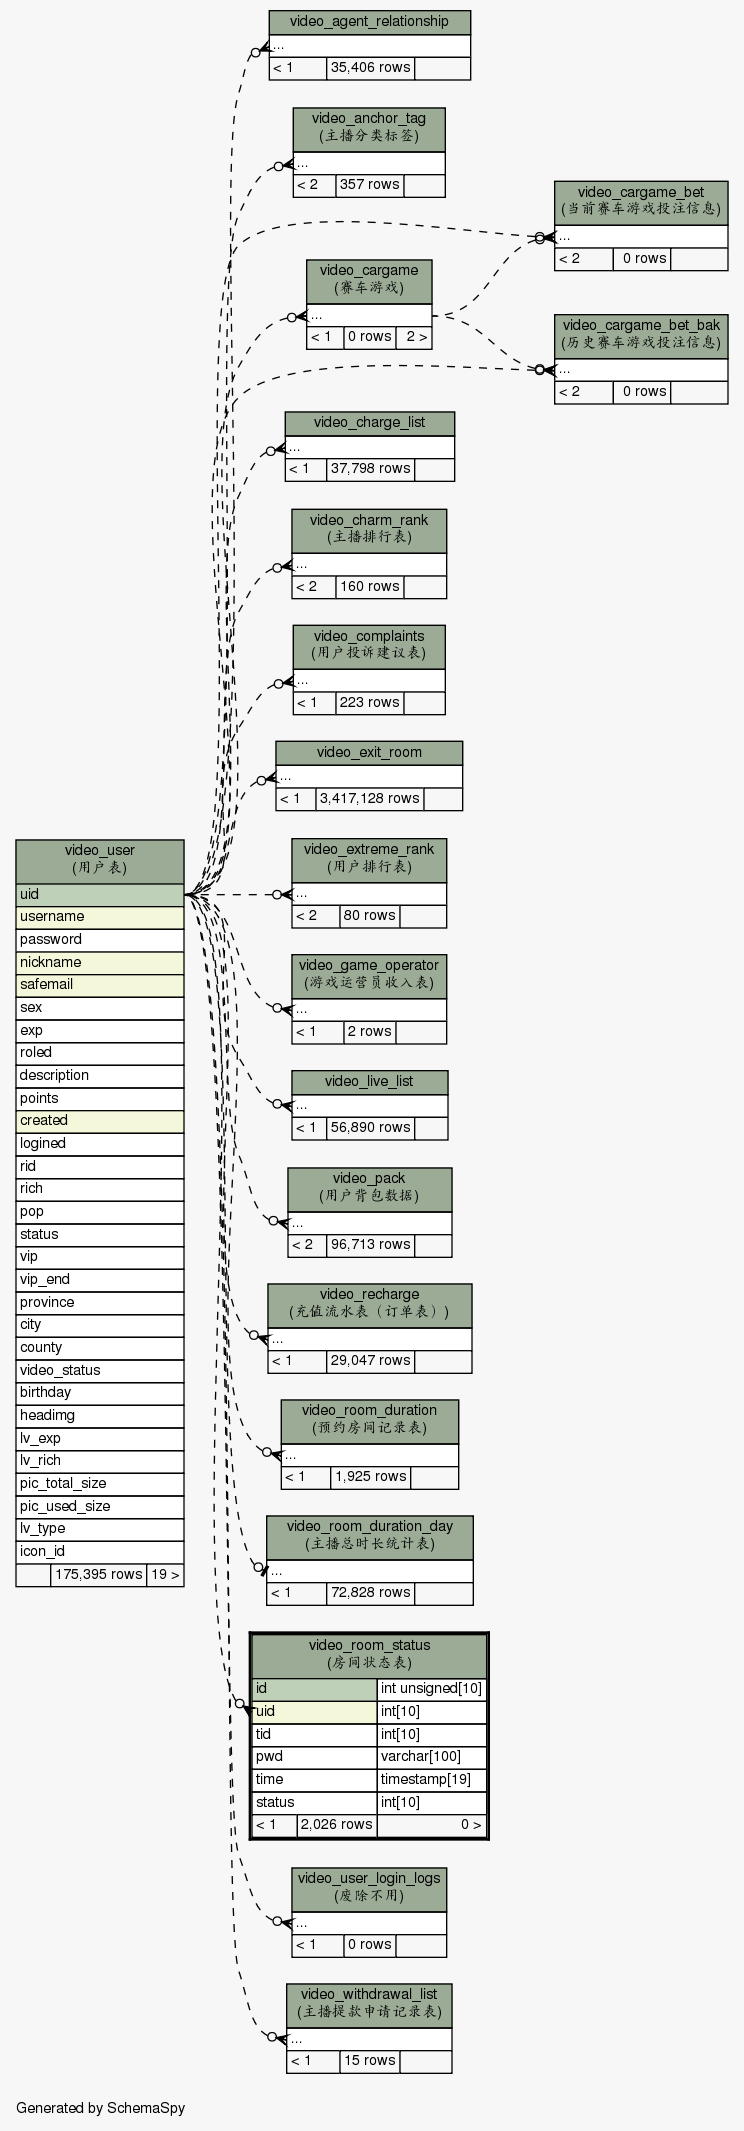 video_agent_relationship
...
< 1 35,406 rows
video_anchor_tag
(主播分类标签)
...
< 2 357 rows
video_cargame_bet
(当前赛车游戏投注信息)
...
< 2 0 rows
video_cargame
(赛车游戏)
...
< 1 0 rows 2 >
video_cargame_bet_bak
(历史赛车游戏投注信息)
...
< 2 0 rows
video_charge_list
...
< 1 37,798 rows
video_charm_rank
(主播排行表)
...
< 2 160 rows
video_complaints
(用户投诉建议表)
...
< 1 223 rows
video_exit_room
...
< 1 3,417,128 rows
video_user
(用户表)
uid
username
password
nickname
safemail
sex
exp
roled
description
points
created
logined
rid
rich
pop
status
vip
vip_end
province
city
county
video_status
birthday
headimg
lv_exp
lv_rich
pic_total_size
pic_used_size
lv_type
icon_id
175,395 rows 19 >
video_extreme_rank
(用户排行表)
...
< 2 80 rows
video_game_operator
(游戏运营员收入表)
...
< 1 2 rows
video_live_list
...
< 1 56,890 rows
video_pack
(用户背包数据)
...
< 2 96,713 rows
video_recharge
(充值流水表（订单表）)
...
< 1 29,047 rows
video_room_duration
(预约房间记录表)
...
< 1 1,925 rows
video_room_duration_day
(主播总时长统计表)
...
< 1 72,828 rows
video_room_status
(房间状态表)
id int unsigned[10]
uid int[10]
tid int[10]
pwd varchar[100]
time timestamp[19]
status int[10]
< 1 2,026 rows 0 >
video_user_login_logs
(废除不用)
...
< 1 0 rows
video_withdrawal_list
(主播提款申请记录表)
...
< 1 15 rows
Generated by SchemaSpy